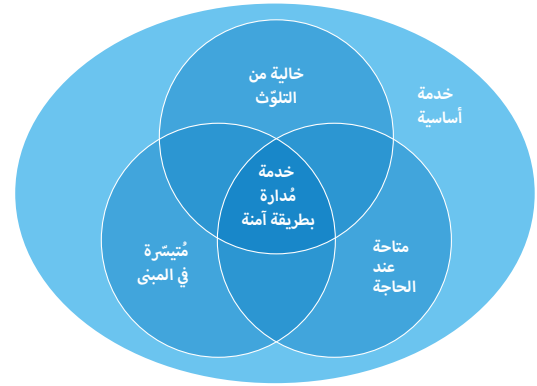 خالية من
التلوّث
خدمة
أساسية
خدمة
مُدارة
بطريقة آمنة
متاحة
عند
الحاجة
مُتيسّرة
في المبنى